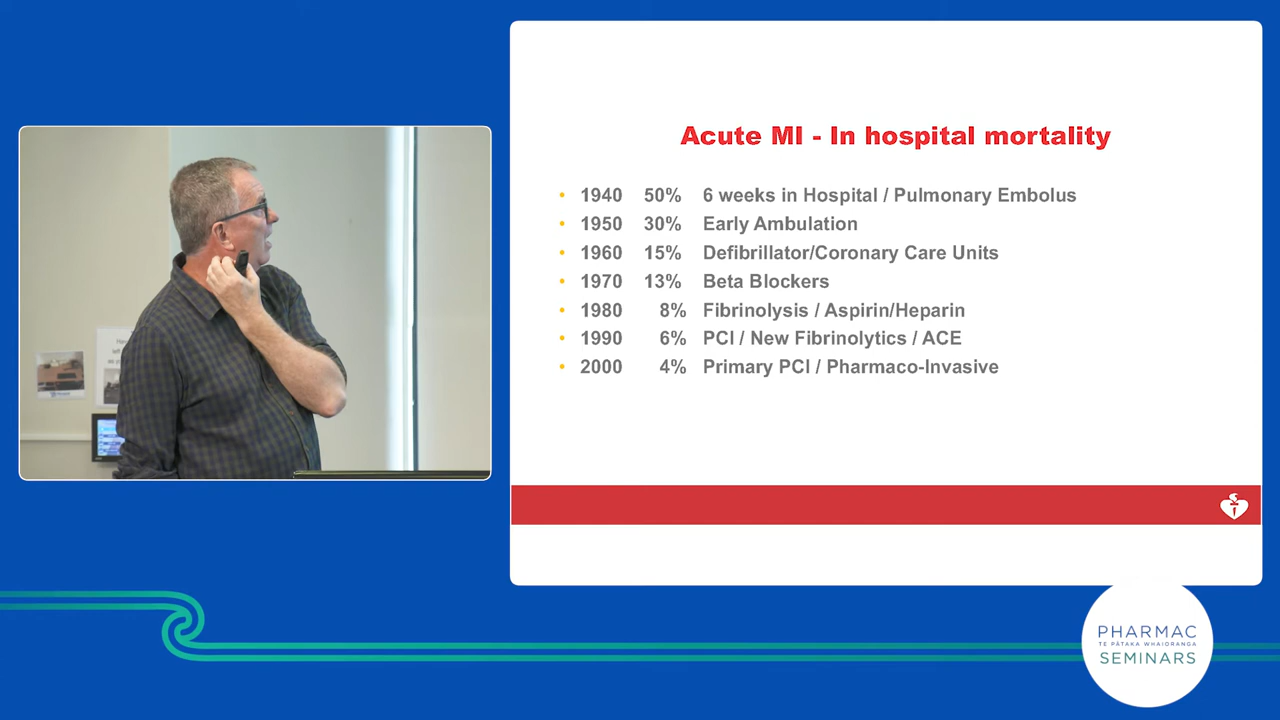 Acute MI - In hospital mortality
• 1940 50% 6 weeks in Hospital / Pulmonary Embolus
• 1950 30% Early Ambulation
• 1960 15% Defibrillator/Coronary Care Units
• 1970 13% Beta Blockers
• 1980 8% Fibrinolysis / Aspirin/Heparin
• 1990 6% PCI / New Fibrinolytics / ACE
• 2000 4% Primary PCI / Pharmaco-Invasive
PHARMAC
TE PĀTAKA WHAIORANGA
SEMINARS